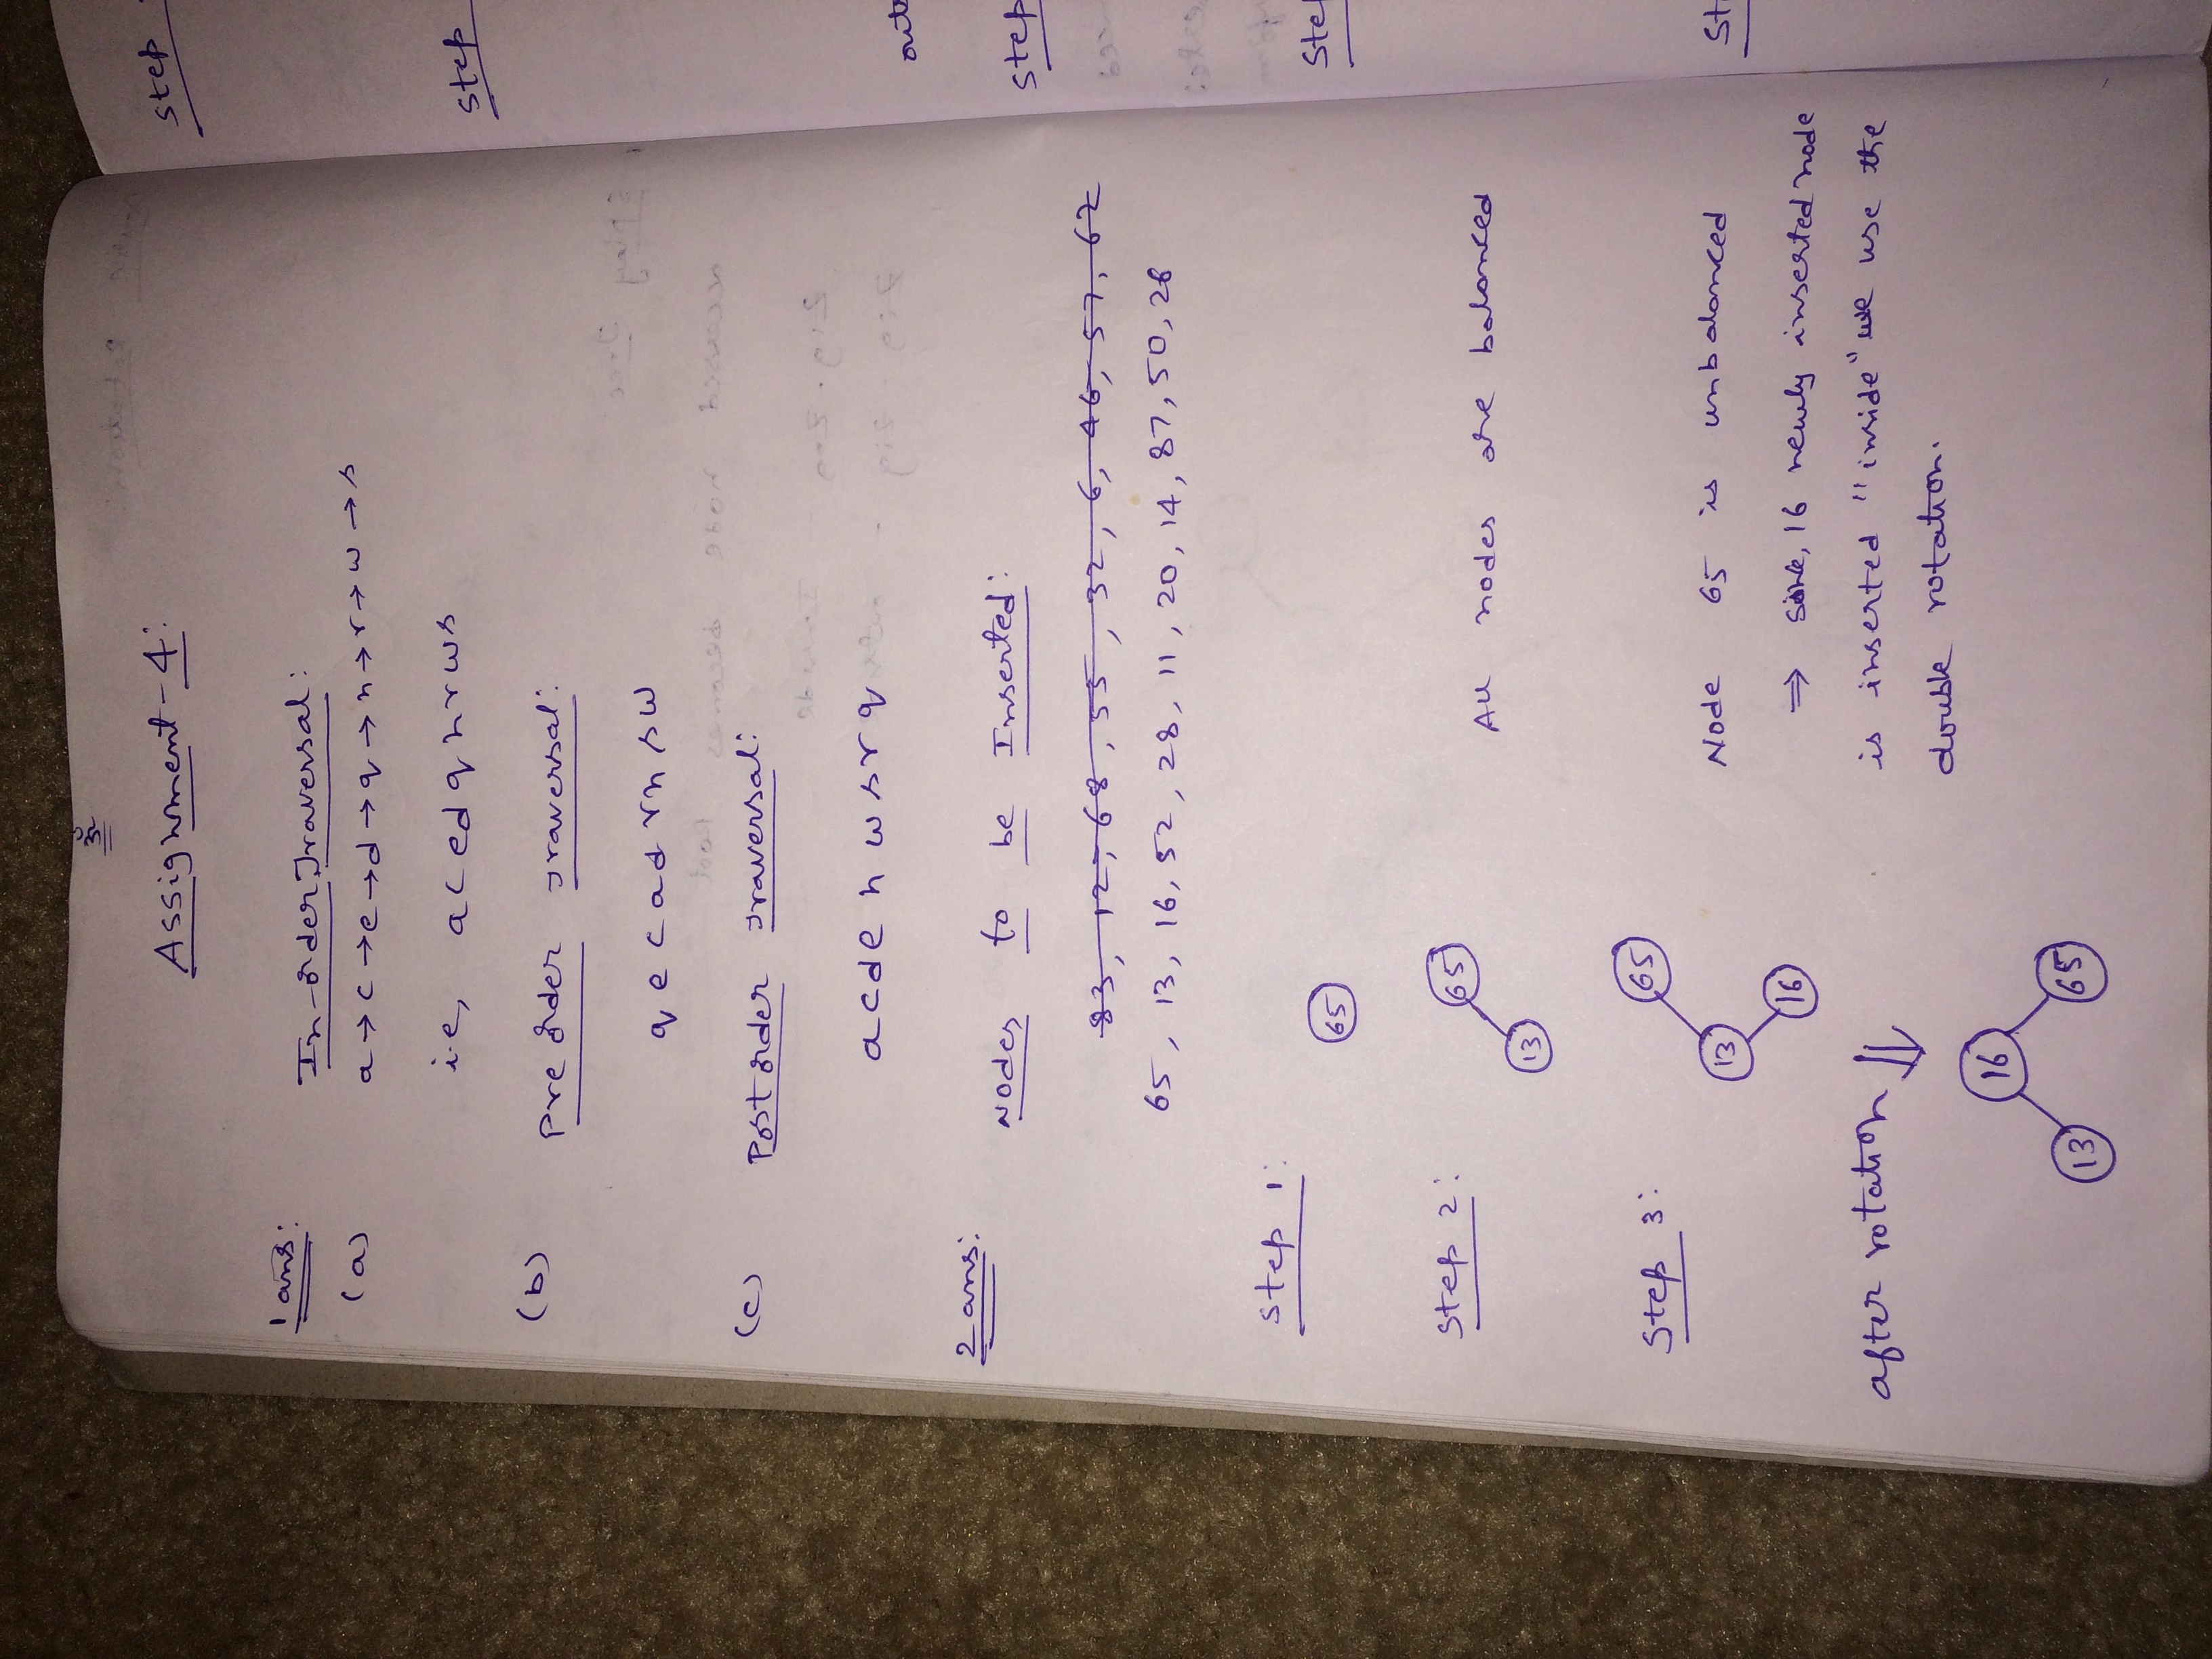 Assignment-4:
1 ans:
In-order Traversal:
(a) a → c → e → d → q → n → r → w → s
i.e, a c e d q n r w s
(b) Pre order Traversal:
q e c a d r n s w
(c) Post order Traversal:
a c d e n w s r q
2 ans:
Nodes to be Inserted:
83, 12, 68, 55, 32, 6, 46, 57, 62
65, 13, 16, 52, 28, 11, 20, 14, 87, 50, 26
Step 1:
65
Step 2:
65
13
All nodes are balanced
Step 3:
65
13
16
Node 65 is unbalanced
⇒ since, 16 newly inserted node
is inserted "inside" we use the
double rotation.
after rotation ⇓
16
13 65
step
step
step